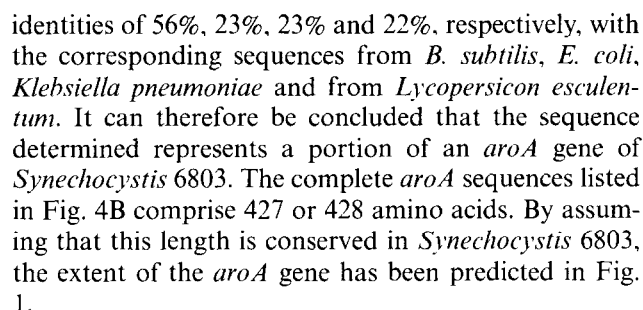 identities of 56%, 23%, 23% and 22%, respectively, with
the corresponding sequences from B. subtilis, E. coli,
Klebsiella pneumoniae and from Lycopersicon esculen-
tum. It can therefore be concluded that the sequence
determined represents a portion of an aroA gene of
Synechocystis 6803. The complete aroA sequences listed
in Fig. 4B comprise 427 or 428 amino acids. By assum-
ing that this length is conserved in Synechocystis 6803,
the extent of the aroA gene has been predicted in Fig.
1.